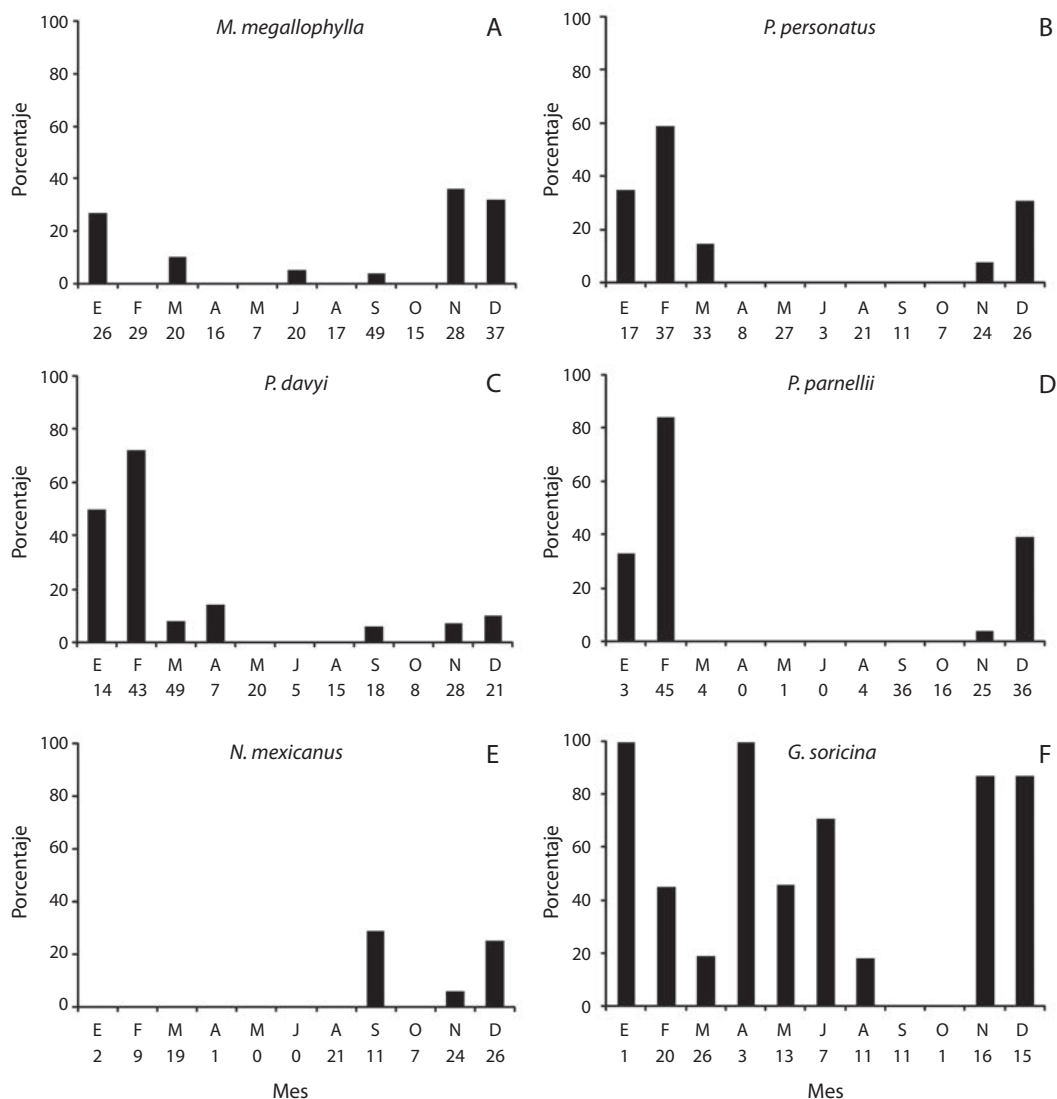 M. megallophylla A
Porcentaje
100
80
60
40
20
0
E F M A M J A S O N D
26 29 20 16 7 20 17 49 15 28 37
P. personatus B
Porcentaje
100
80
60
40
20
0
E F M A M J A S O N D
17 37 33 8 27 3 21 11 7 24 26
P. davyi C
Porcentaje
100
80
60
40
20
0
E F M A M J A S O N D
14 43 49 7 20 5 15 18 8 28 21
P. parnellii D
Porcentaje
100
80
60
40
20
0
E F M A M J A S O N D
3 45 4 0 1 0 4 36 16 25 36
N. mexicanus E
Porcentaje
100
80
60
40
20
0
E F M A M J A S O N D
2 9 19 1 0 0 21 11 7 24 26
Mes
G. soricina F
Porcentaje
100
80
60
40
20
0
E F M A M J A S O N D
1 20 26 3 13 7 11 11 1 16 15
Mes